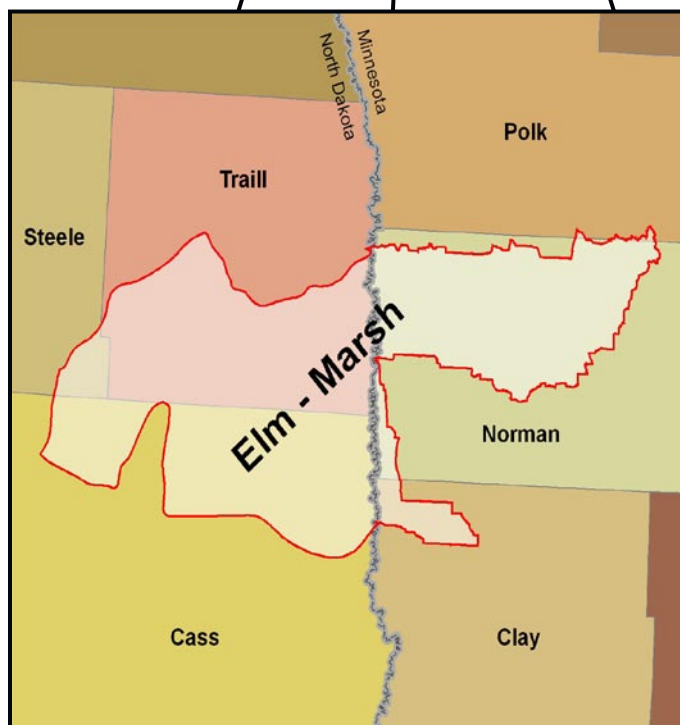 Minnesota
North Dakota
Polk
Traill
Steele
Elm - Marsh
Norman
Cass
Clay